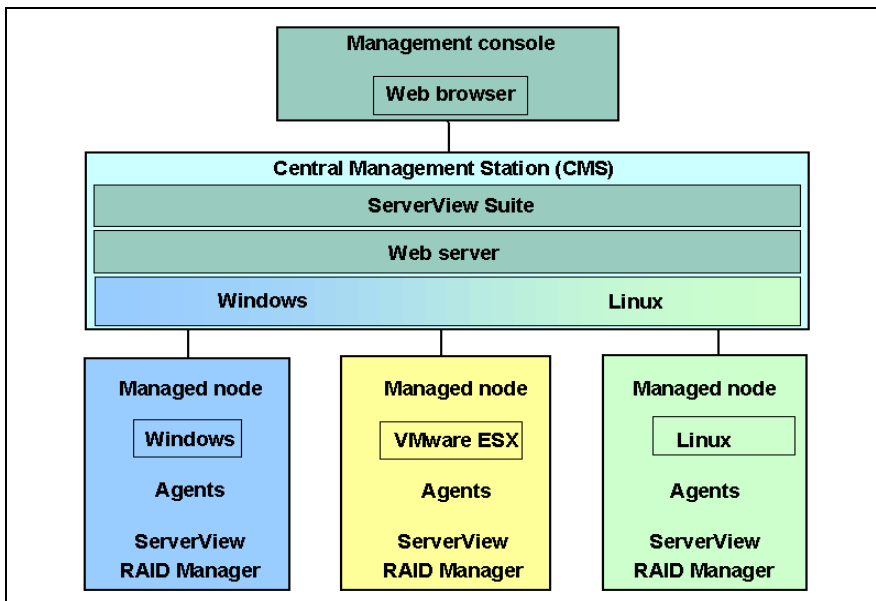 Management console
Web browser
Central Management Station (CMS)
ServerView Suite
Web server
Windows
Linux
Managed node
Windows
Agents
ServerView
RAID Manager
Managed node
VMware ESX
Agents
ServerView
RAID Manager
Managed node
Linux
Agents
ServerView
RAID Manager